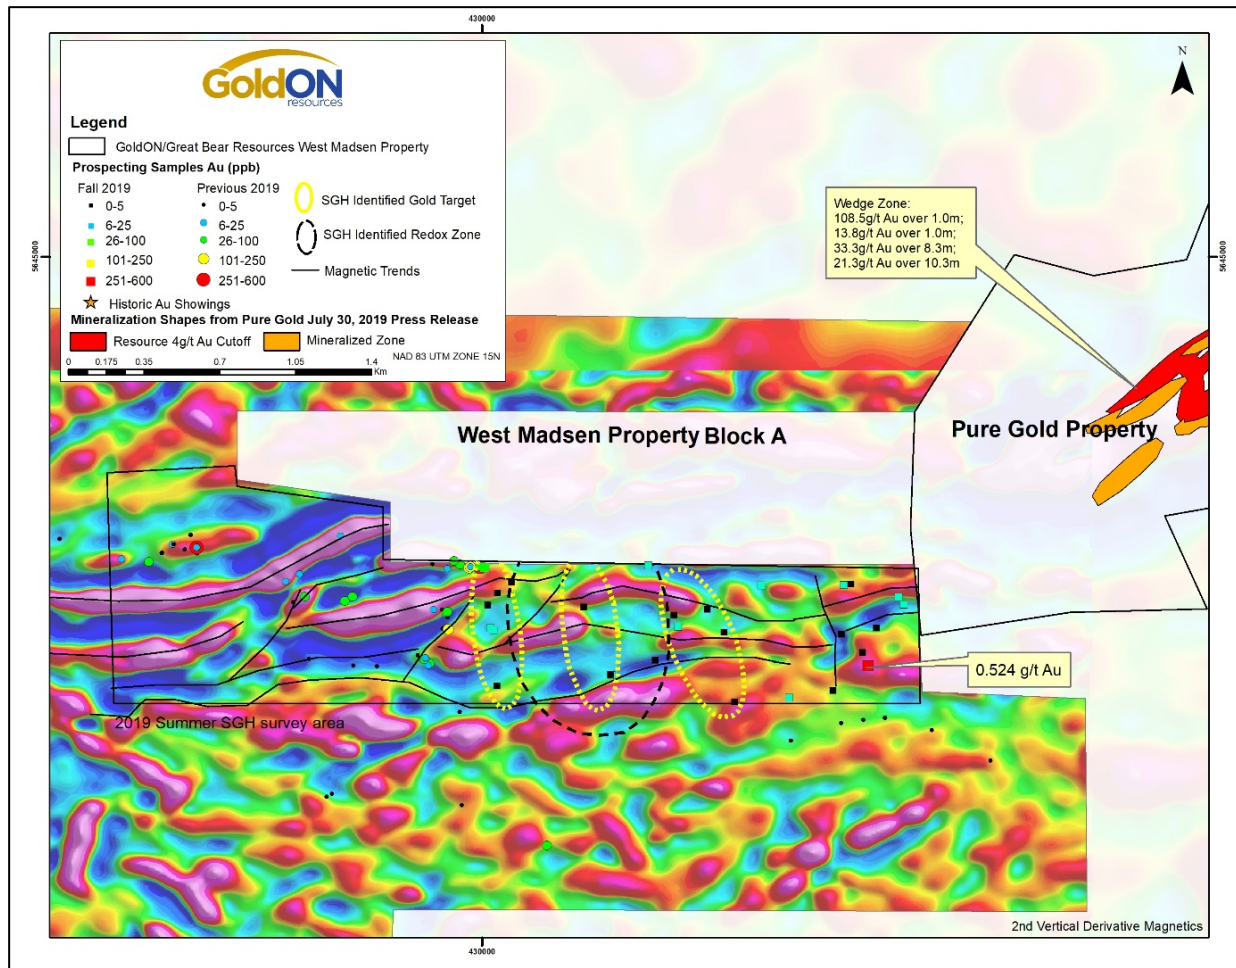 430000
GoldON
resources
Legend
GoldON/Great Bear Resources West Madsen Property
Prospecting Samples Au (ppb)
Fall 2019
Previous 2019
0-5
0-5
6-25
6-25
26-100
26-100
101-250
101-250
251-600
251-600
SGH Identified Gold Target
SGH Identified Redox Zone
Magnetic Trends
Historic Au Showings
Mineralization Shapes from Pure Gold July 30, 2019 Press Release
Resource 4g/t Au Cutoff
Mineralized Zone
NAD 83 UTM ZONE 15N
0 0.175 0.35 0.7 1.05 1.4
Km
N
5645000
5645000
Wedge Zone:
108.5g/t Au over 1.0m;
13.8g/t Au over 1.0m;
33.3g/t Au over 8.3m;
21.3g/t Au over 10.3m
West Madsen Property Block A
Pure Gold Property
0.524 g/t Au
2019 Summer SGH survey area
2nd Vertical Derivative Magnetics
430000